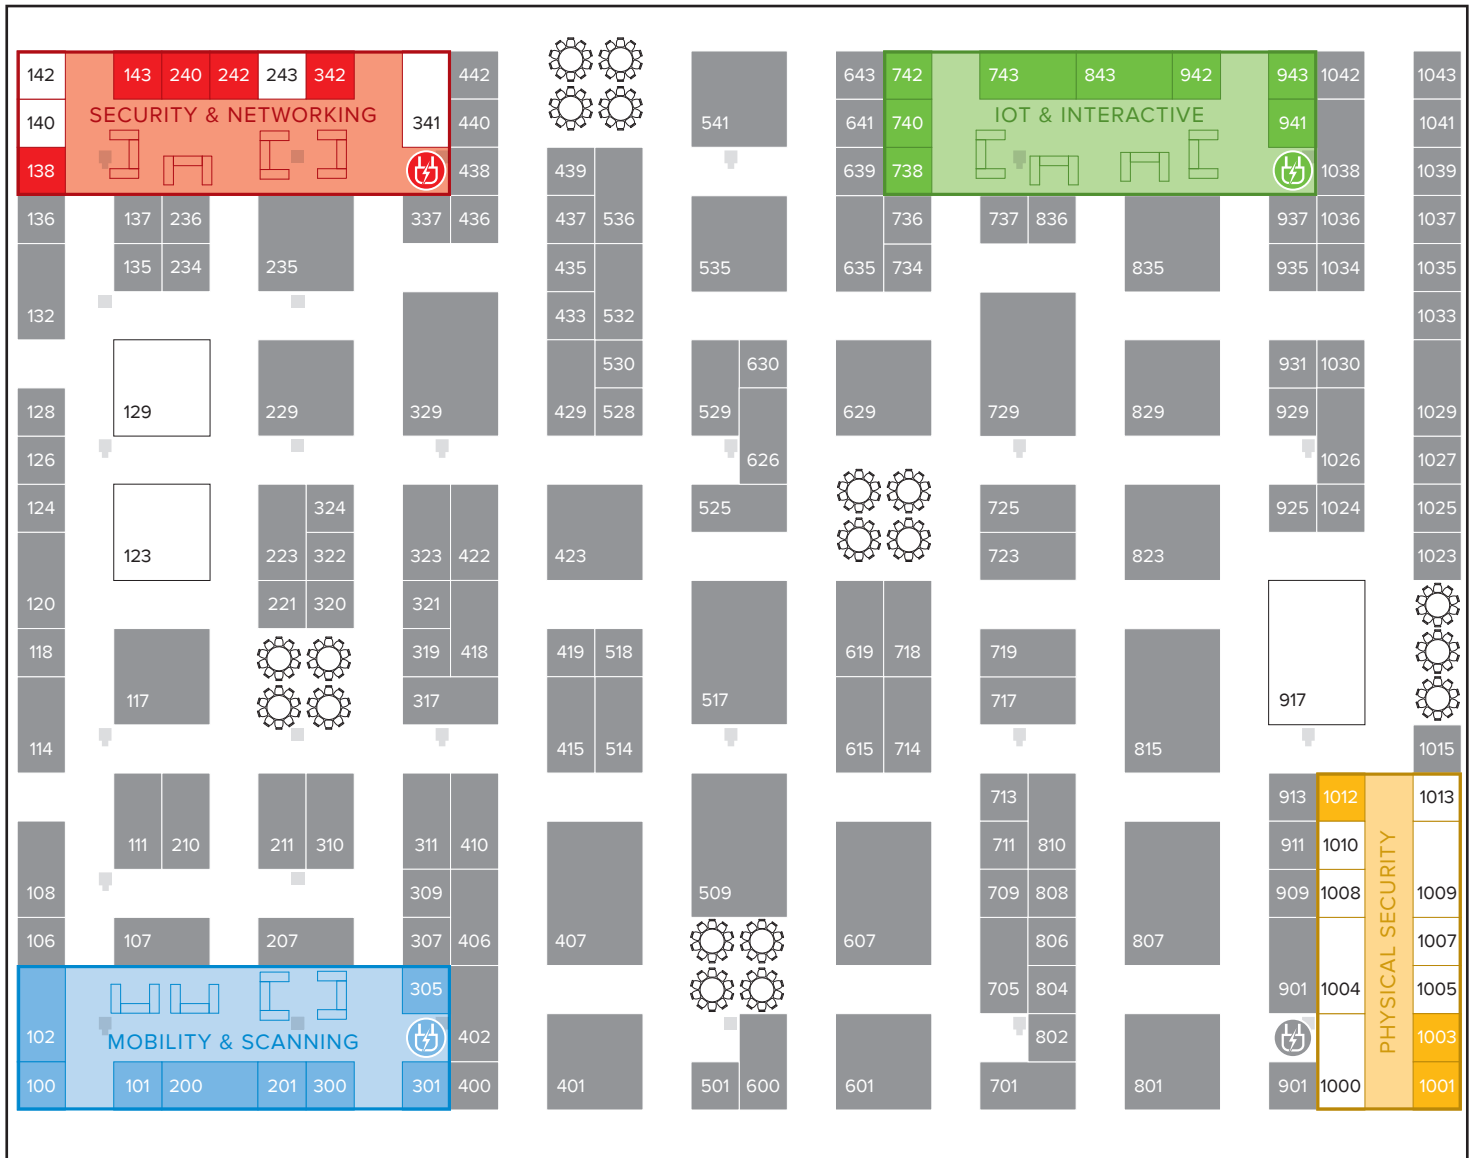 142 143 240 242 243 342 442 643 742 743 843 942 943 1042 1043
SECURITY & NETWORKING IOT & INTERACTIVE
140 341 440 541 641 740 941 1041
138 438 439 639 738 1038 1039
136 137 236 337 436 437 536 736 737 836 937 1036 1037
135 234 235 435 535 635 734 835 935 1034 1035
132 433 532 1033
530 630 931 1030
128 129 229 329 429 528 529 629 729 829 929 1029
126 626 1026 1027
124 324 525 725 925 1024 1025
123 223 322 323 422 423 723 823 1023
120 221 320 321
118 319 418 419 518 619 718 719
117 317 517 717 917
114 415 514 615 714 815 1015
713 913 1012 1013
111 210 211 310 311 410 711 810 911 1010
108 309 509 709 808 909 1008 1009
106 107 207 307 406 407 607 806 807 1007
PHYSICAL SECURITY
305 705 804 901 1004 1005
102 402 802 1003
MOBILITY & SCANNING
100 101 200 201 300 301 400 401 501 600 601 701 801 901 1000 1001